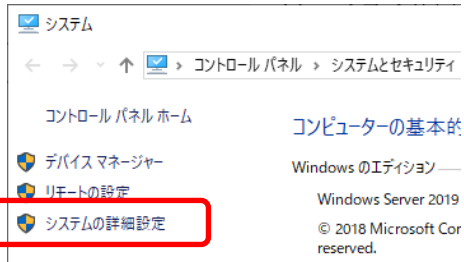 システム
コントロール パネル › システムとセキュリティ
コントロール パネル ホーム
コンピューターの基本的
デバイス マネージャー
Windows のエディション
リモートの設定
Windows Server 2019
システムの詳細設定
© 2018 Microsoft Cor
reserved.